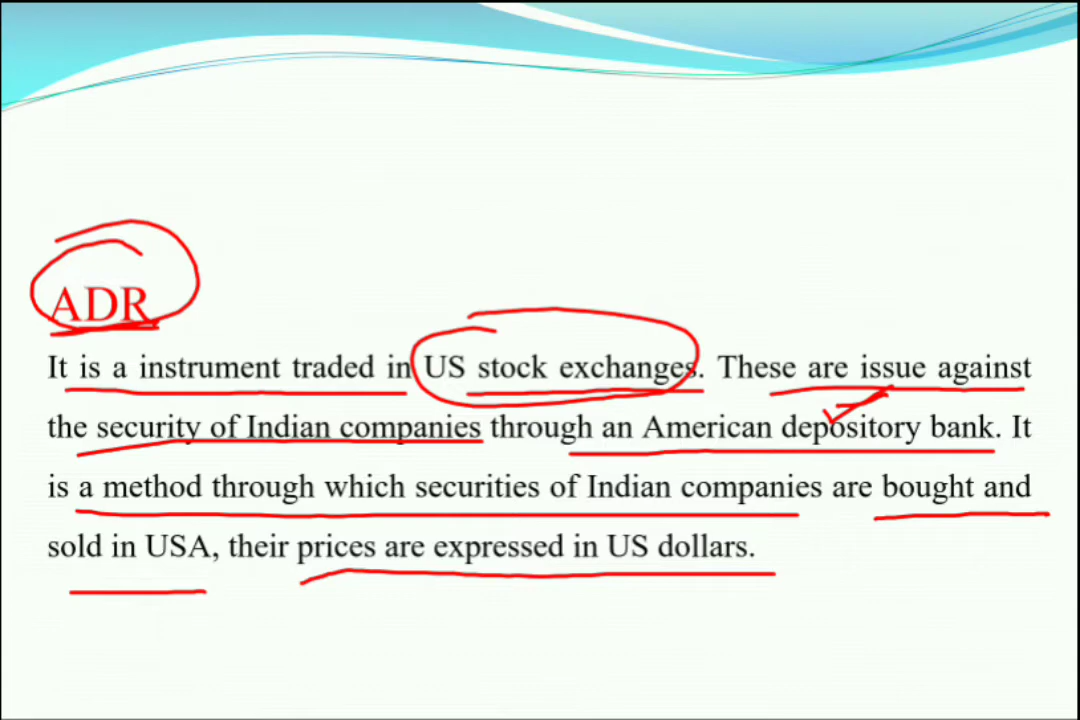 ADR
It is a instrument traded in US stock exchanges. These are issue against
the security of Indian companies through an American depository bank. It
is a method through which securities of Indian companies are bought and
sold in USA, their prices are expressed in US dollars.